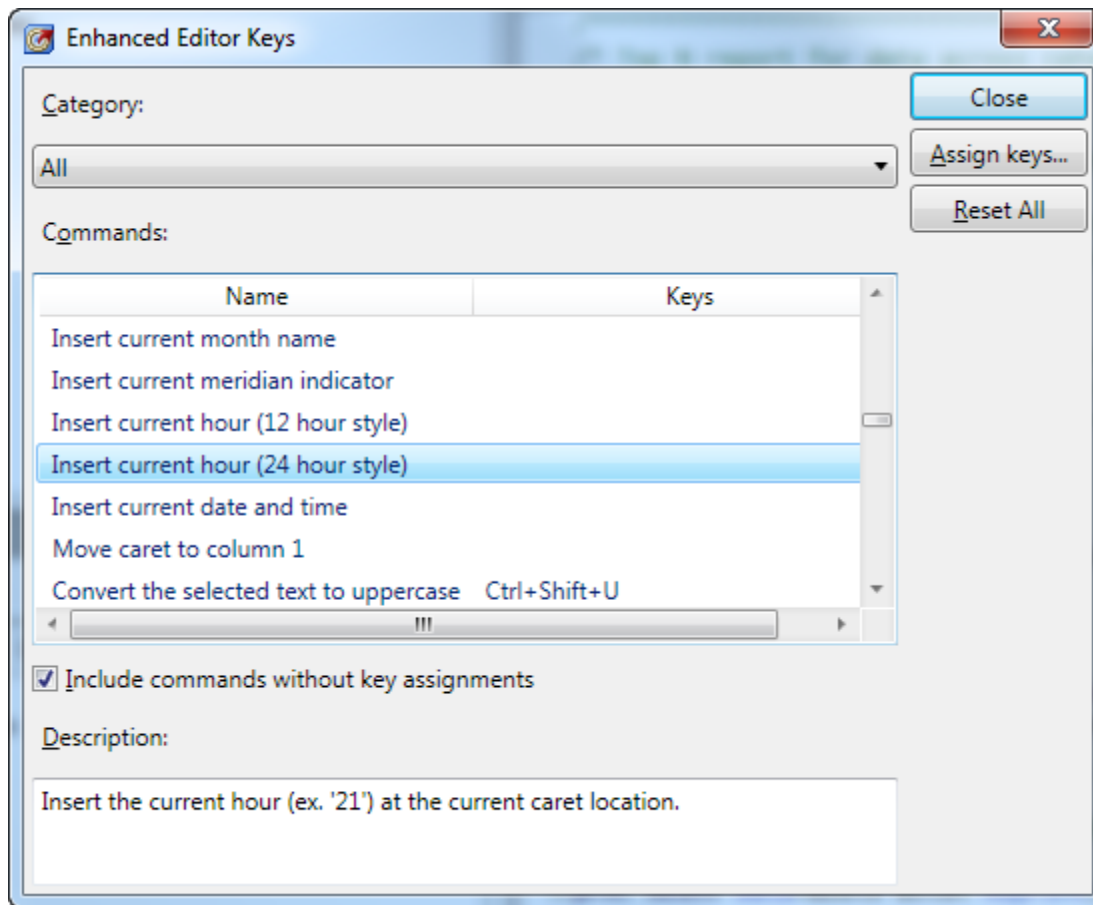 Enhanced Editor Keys
Category:
Close
All
Assign keys...
Reset All
Commands:
Name Keys
Insert current month name
Insert current meridian indicator
Insert current hour (12 hour style)
Insert current hour (24 hour style)
Insert current date and time
Move caret to column 1
Convert the selected text to uppercase Ctrl+Shift+U
Include commands without key assignments
Description:
Insert the current hour (ex. '21') at the current caret location.